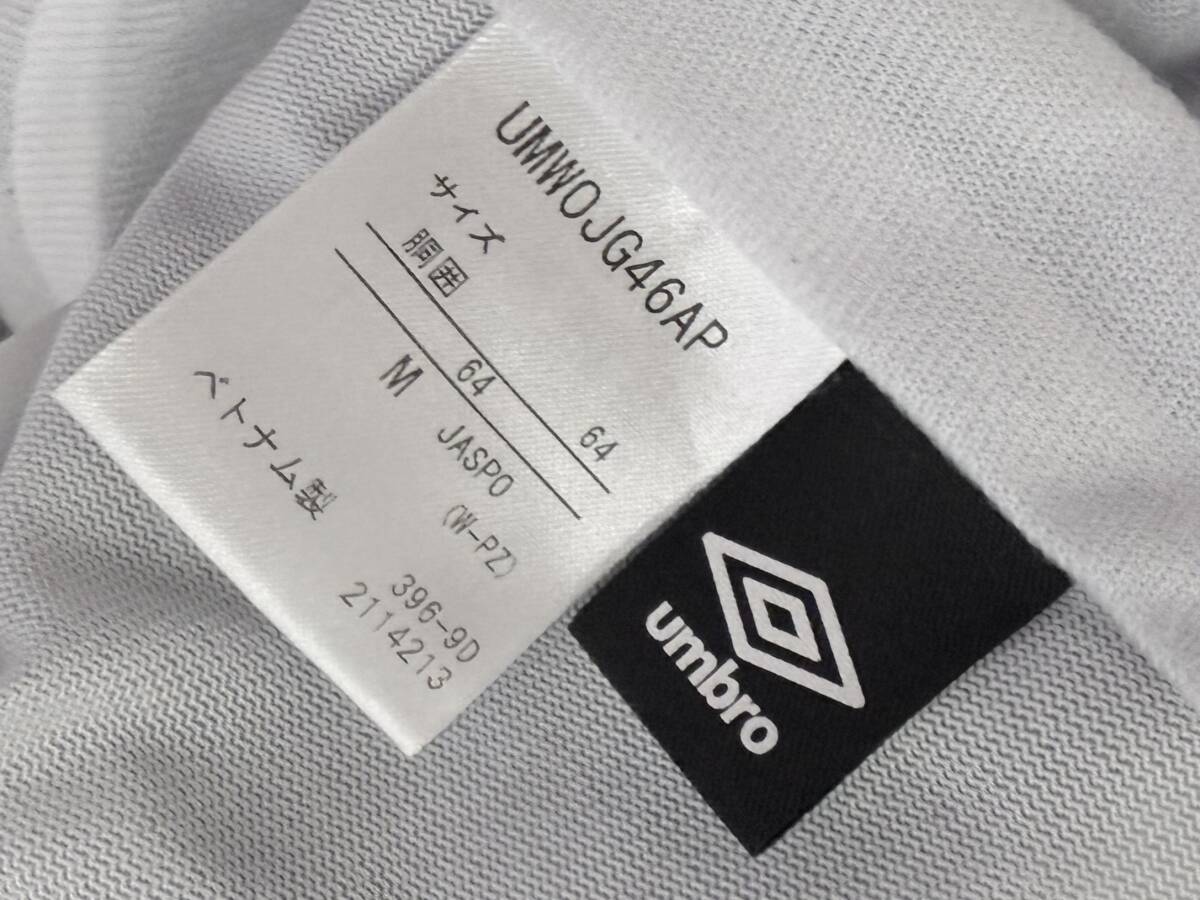 UMWOJG46AP
サイズ
胴囲 64 64
M JASPO
(W-PZ)
ベトナム製
396-9D
2114213
umbro